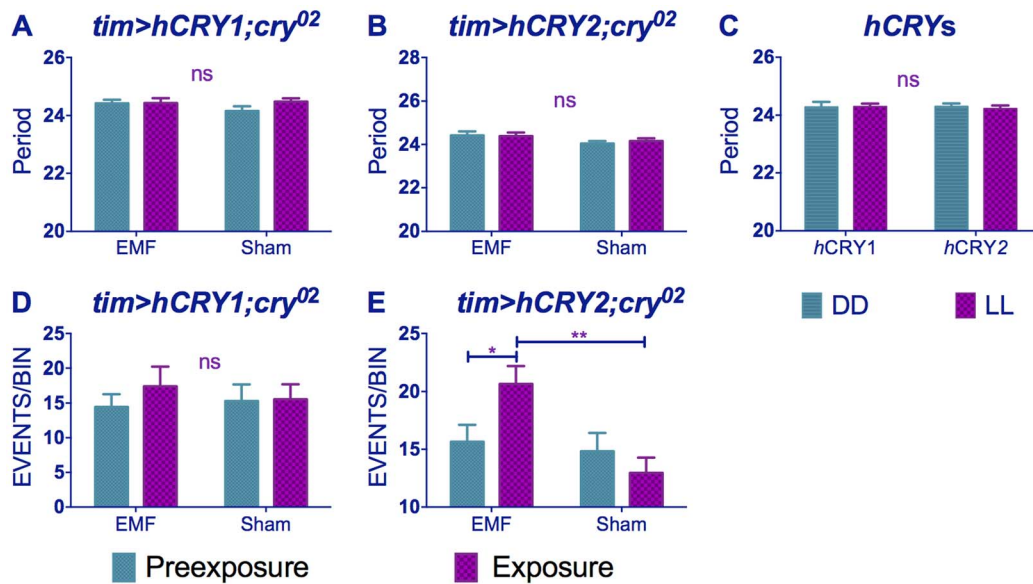 A tim>hCRY1;cry02
B tim>hCRY2;cry02
C hCRYs
Period
26
24
22
20
ns
EMF Sham
Period
28
26
24
22
20
ns
EMF Sham
Period
26
24
22
20
ns
hCRY1 hCRY2
DD LL
D tim>hCRY1;cry02
E tim>hCRY2;cry02
EVENTS/BIN
25
20
15
10
5
0
ns
EMF Sham
EVENTS/BIN
25
20
15
10
* **
EMF Sham
Preexposure Exposure